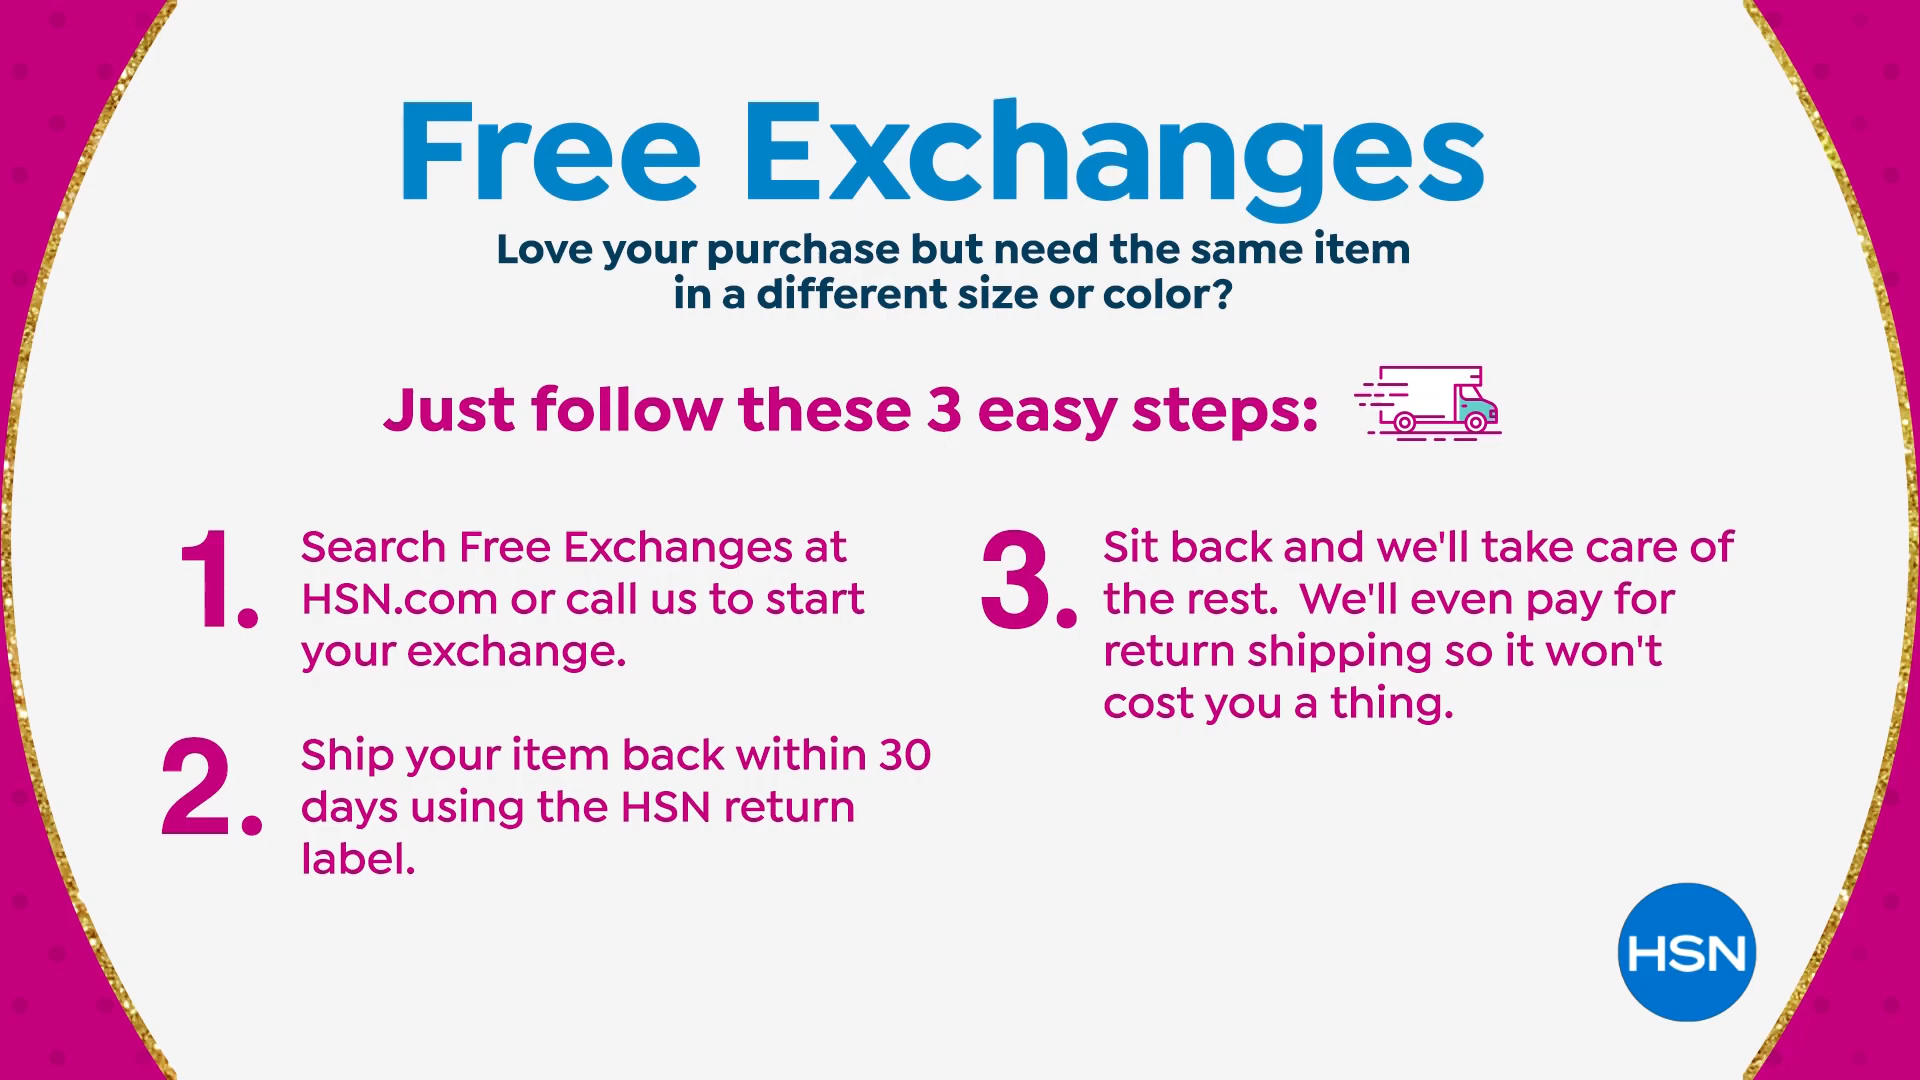 Free Exchanges
Love your purchase but need the same item
in a different size or color?
Just follow these 3 easy steps:
1.
Search Free Exchanges at
HSN.com or call us to start
your exchange.
2.
Ship your item back within 30
days using the HSN return
label.
3.
Sit back and we'll take care of
the rest.  We'll even pay for
return shipping so it won't
cost you a thing.
HSN